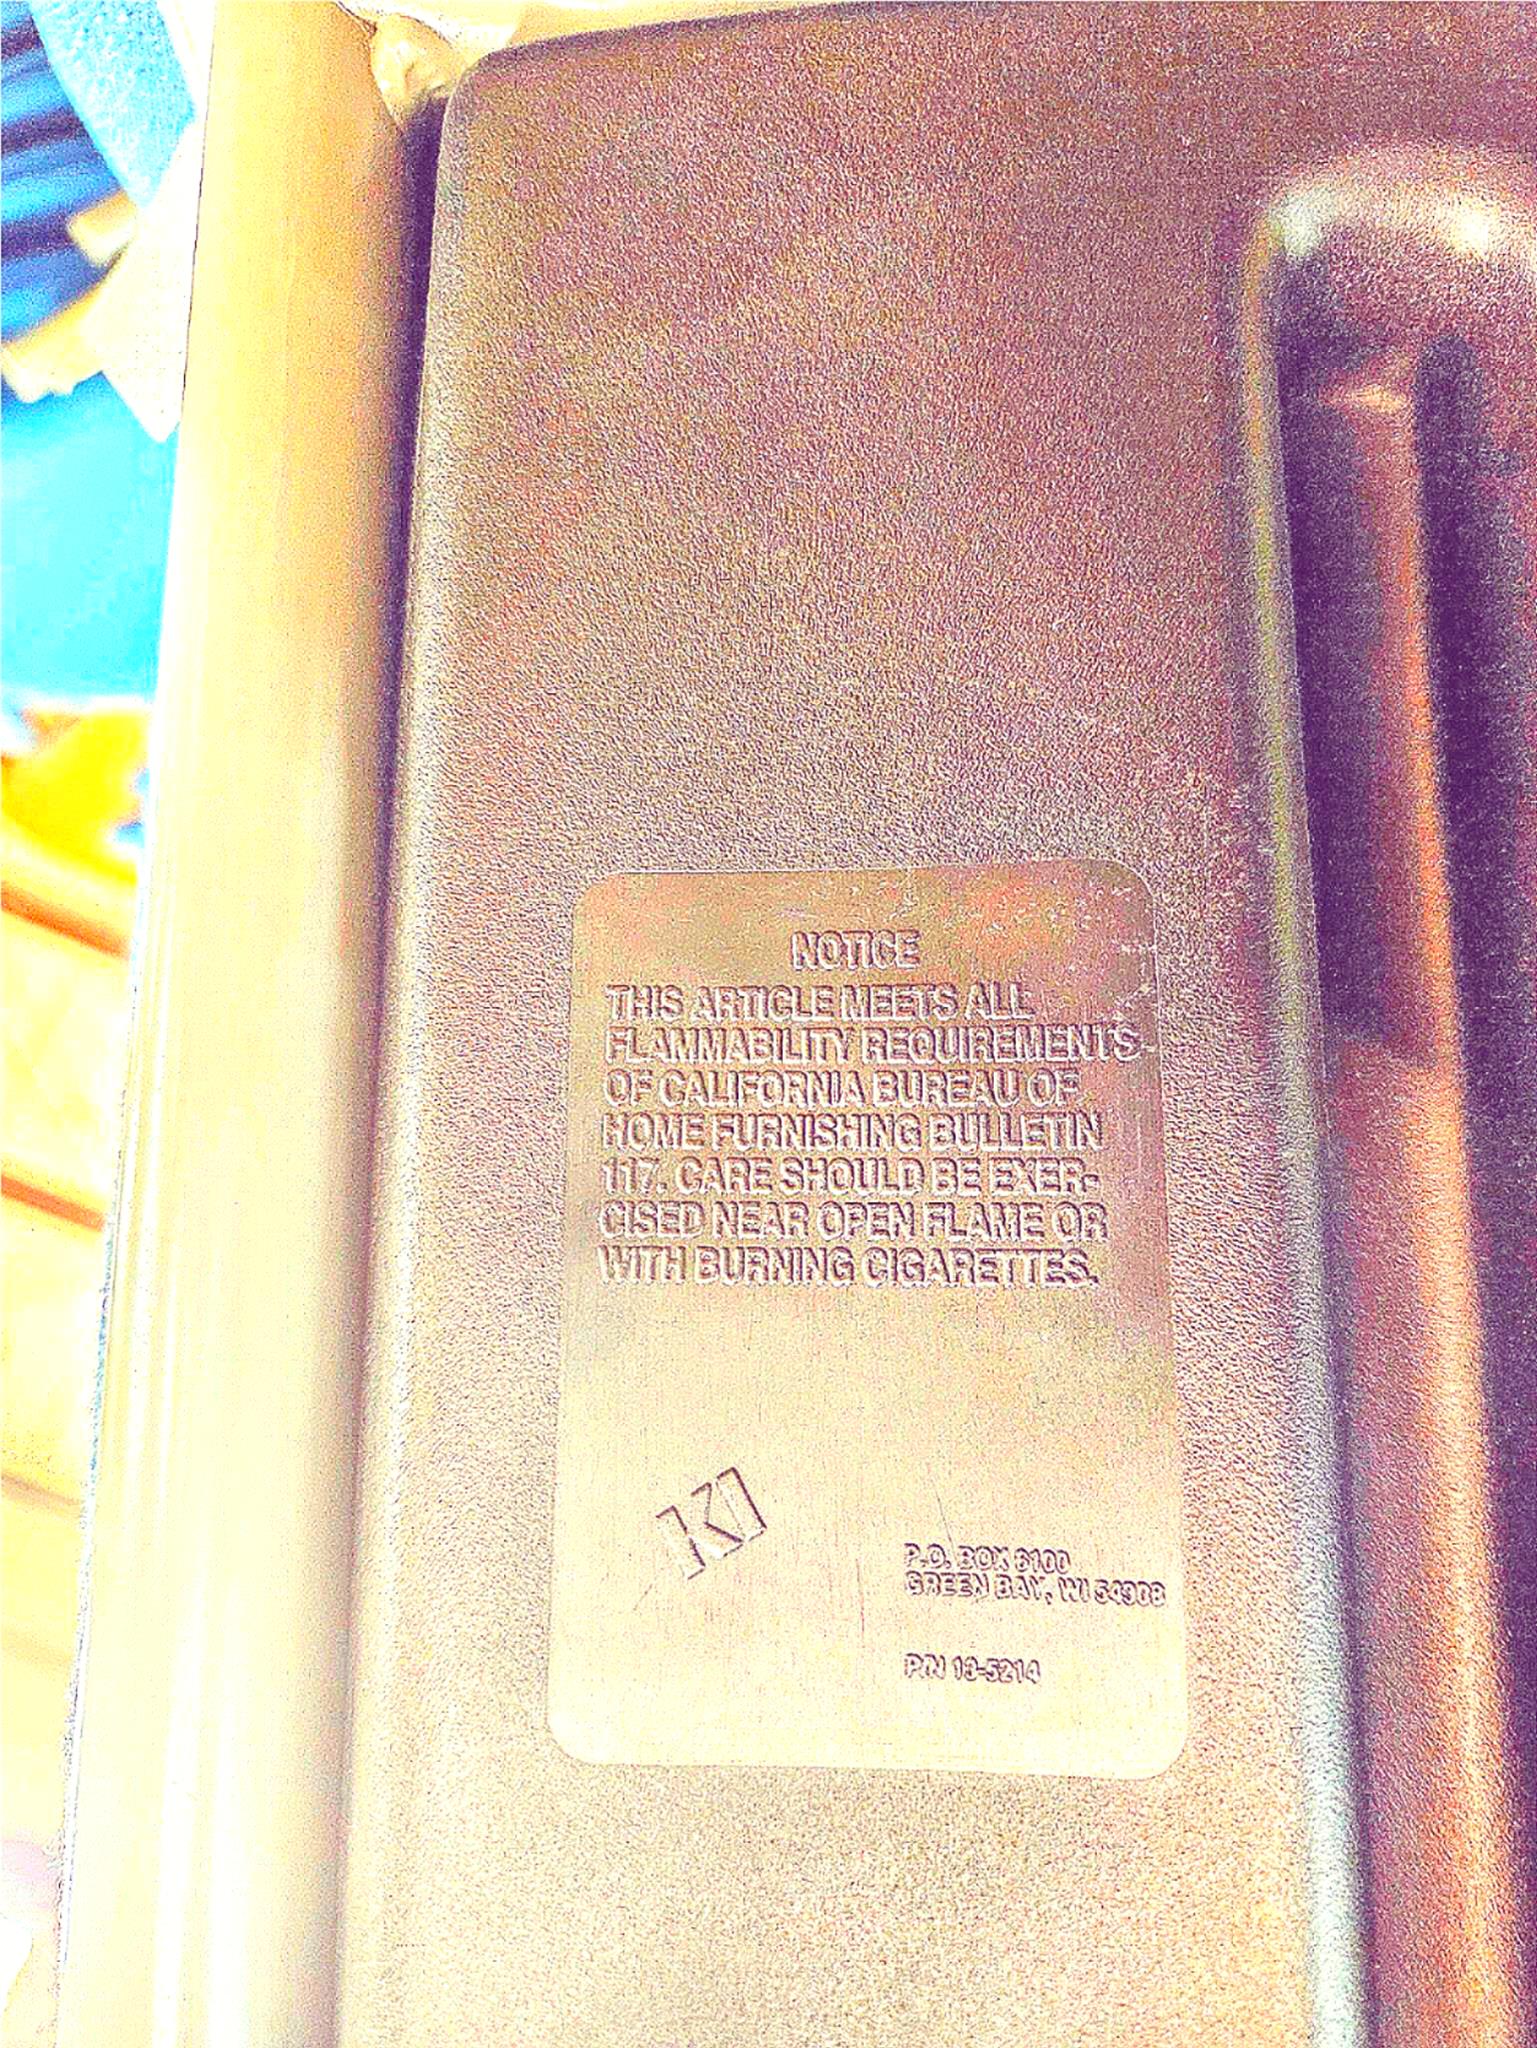 NOTICE
THIS ARTICLE MEETS ALL
FLAMMABILITY REQUIREMENTS
OF CALIFORNIA BUREAU OF
HOME FURNISHING BULLETIN
117. CARE SHOULD BE EXER-
CISED NEAR OPEN FLAME OR
WITH BURNING CIGARETTES.
KI
P.O. BOX 8100
GREEN BAY, WI 54308
P/N 13-5214